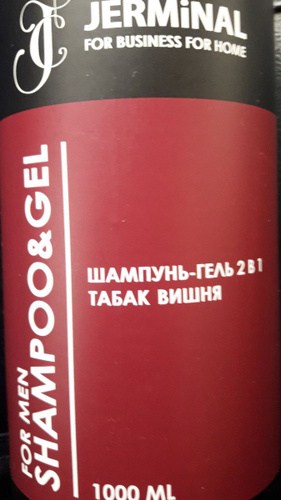 JERMiNAL
FOR BUSINESS FOR HOME
FOR MEN
SHAMPOO&GEL
ШАМПУНЬ-ГЕЛЬ 2 В 1
ТАБАК ВИШНЯ
1000 ML